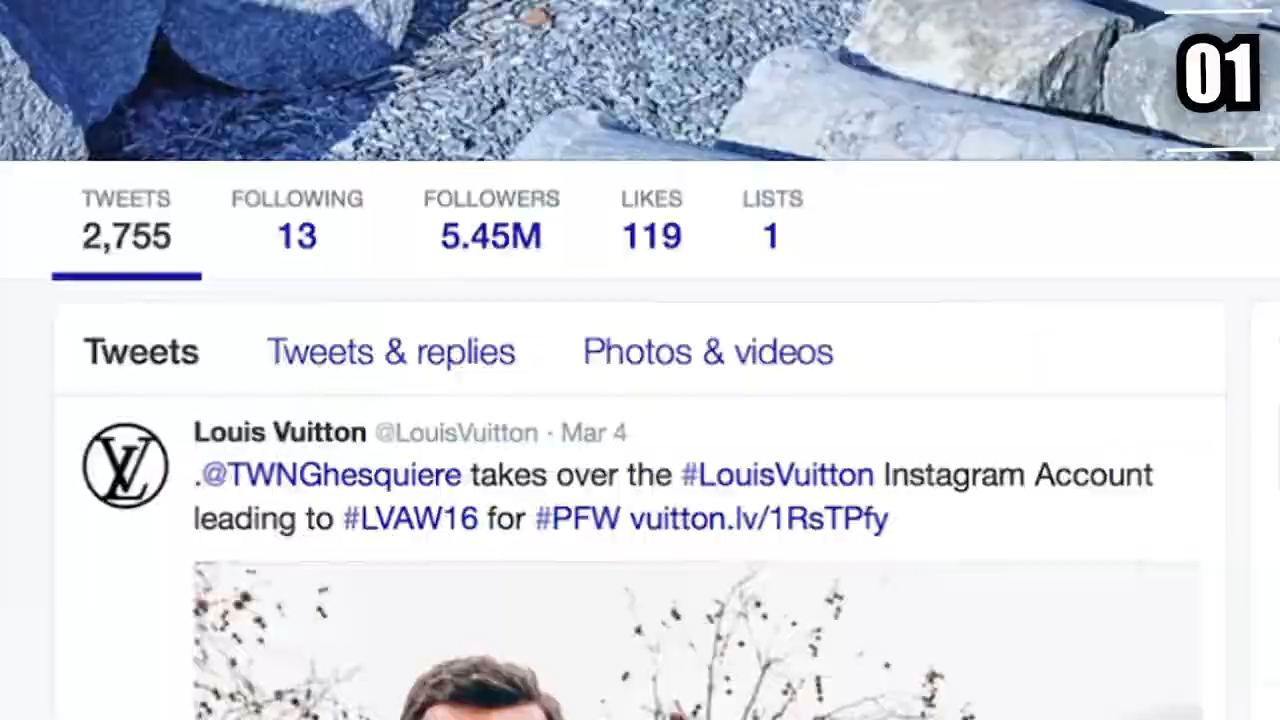 01
TWEETS FOLLOWING FOLLOWERS LIKES LISTS
2,755 13 5.45M 119 1
Tweets Tweets & replies Photos & videos
Louis Vuitton @LouisVuitton · Mar 4
.@TWNGhesquiere takes over the #LouisVuitton Instagram Account
leading to #LVAW16 for #PFW vuitton.lv/1RsTPfy